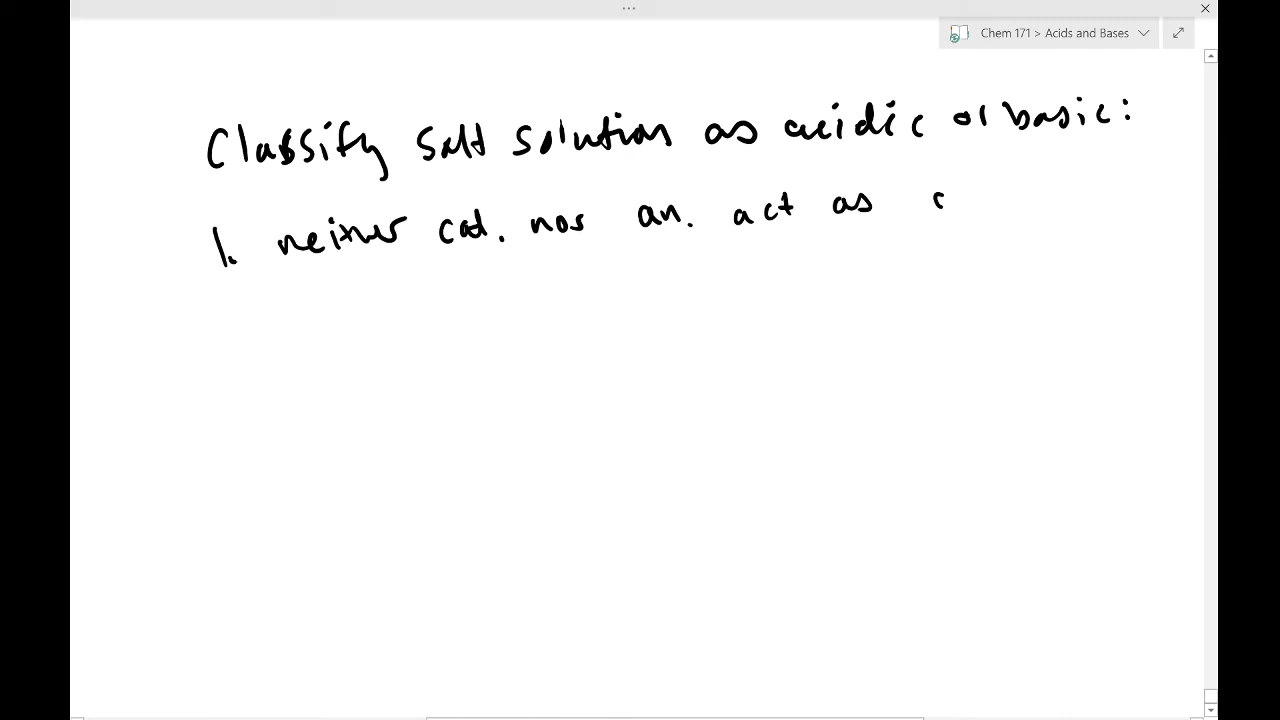 Chem 171 > Acids and Bases
Classify salt solution as acidic or basic:
1. neither cat. nor an. act as